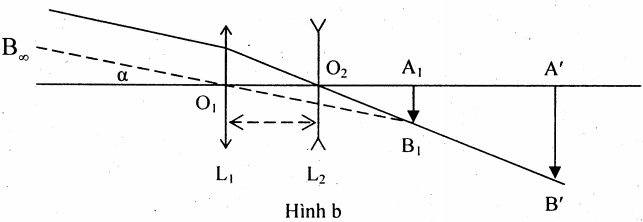 B∞
α
O₁
O₂
A₁
A′
B₁
B′
L₁
L₂
Hình b